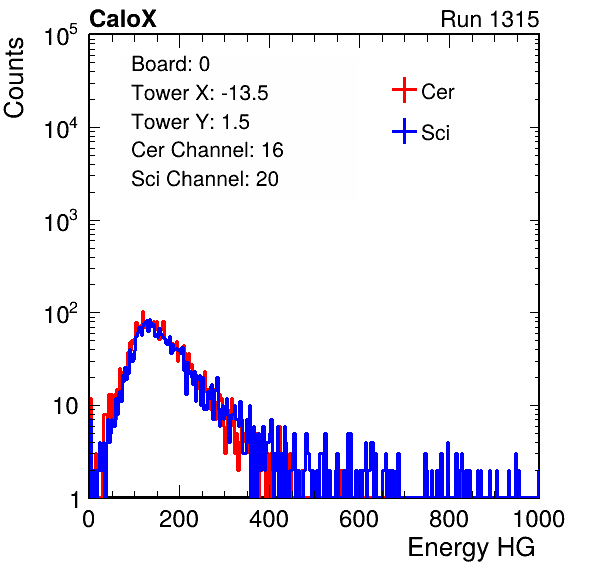 CaloX Run 1315
Counts
10^5
10^4
10^3
10^2
10
1
Board: 0
Tower X: -13.5
Tower Y: 1.5
Cer Channel: 16
Sci Channel: 20
Cer
Sci
0 200 400 600 800 1000
Energy HG